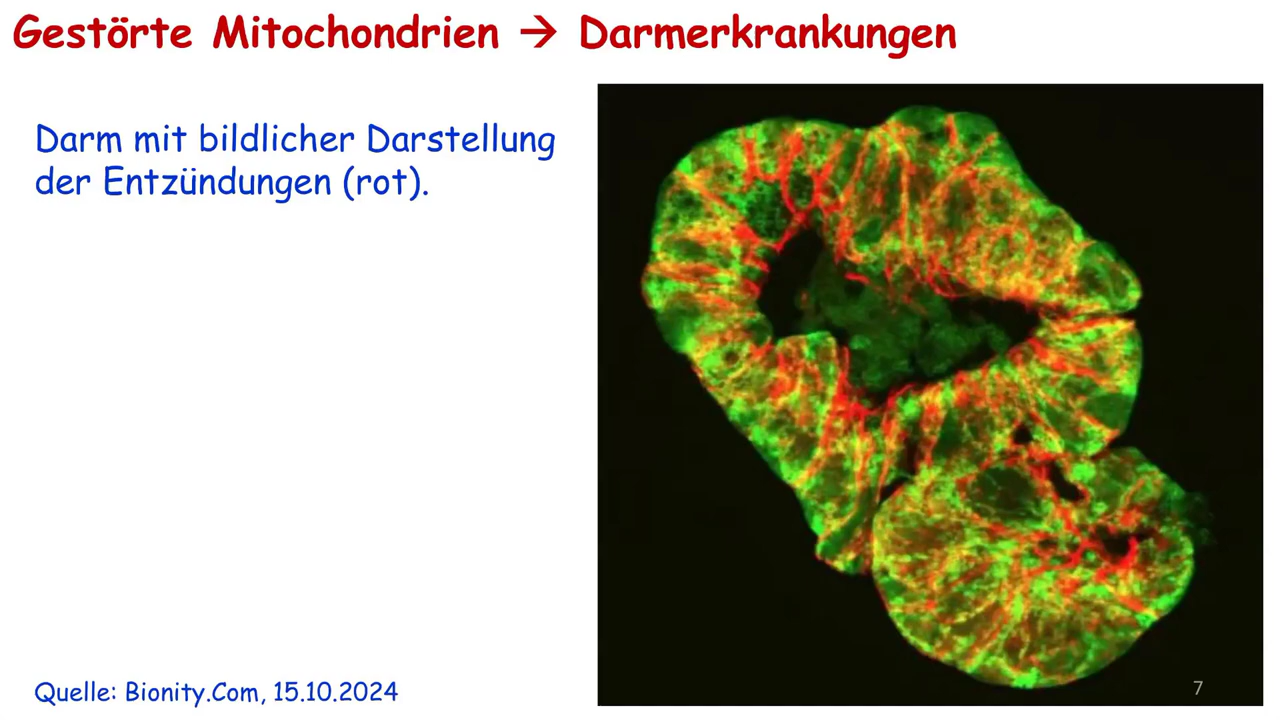 Gestörte Mitochondrien → Darmerkrankungen
Darm mit bildlicher Darstellung
der Entzündungen (rot).
Quelle: Bionity.Com, 15.10.2024
7